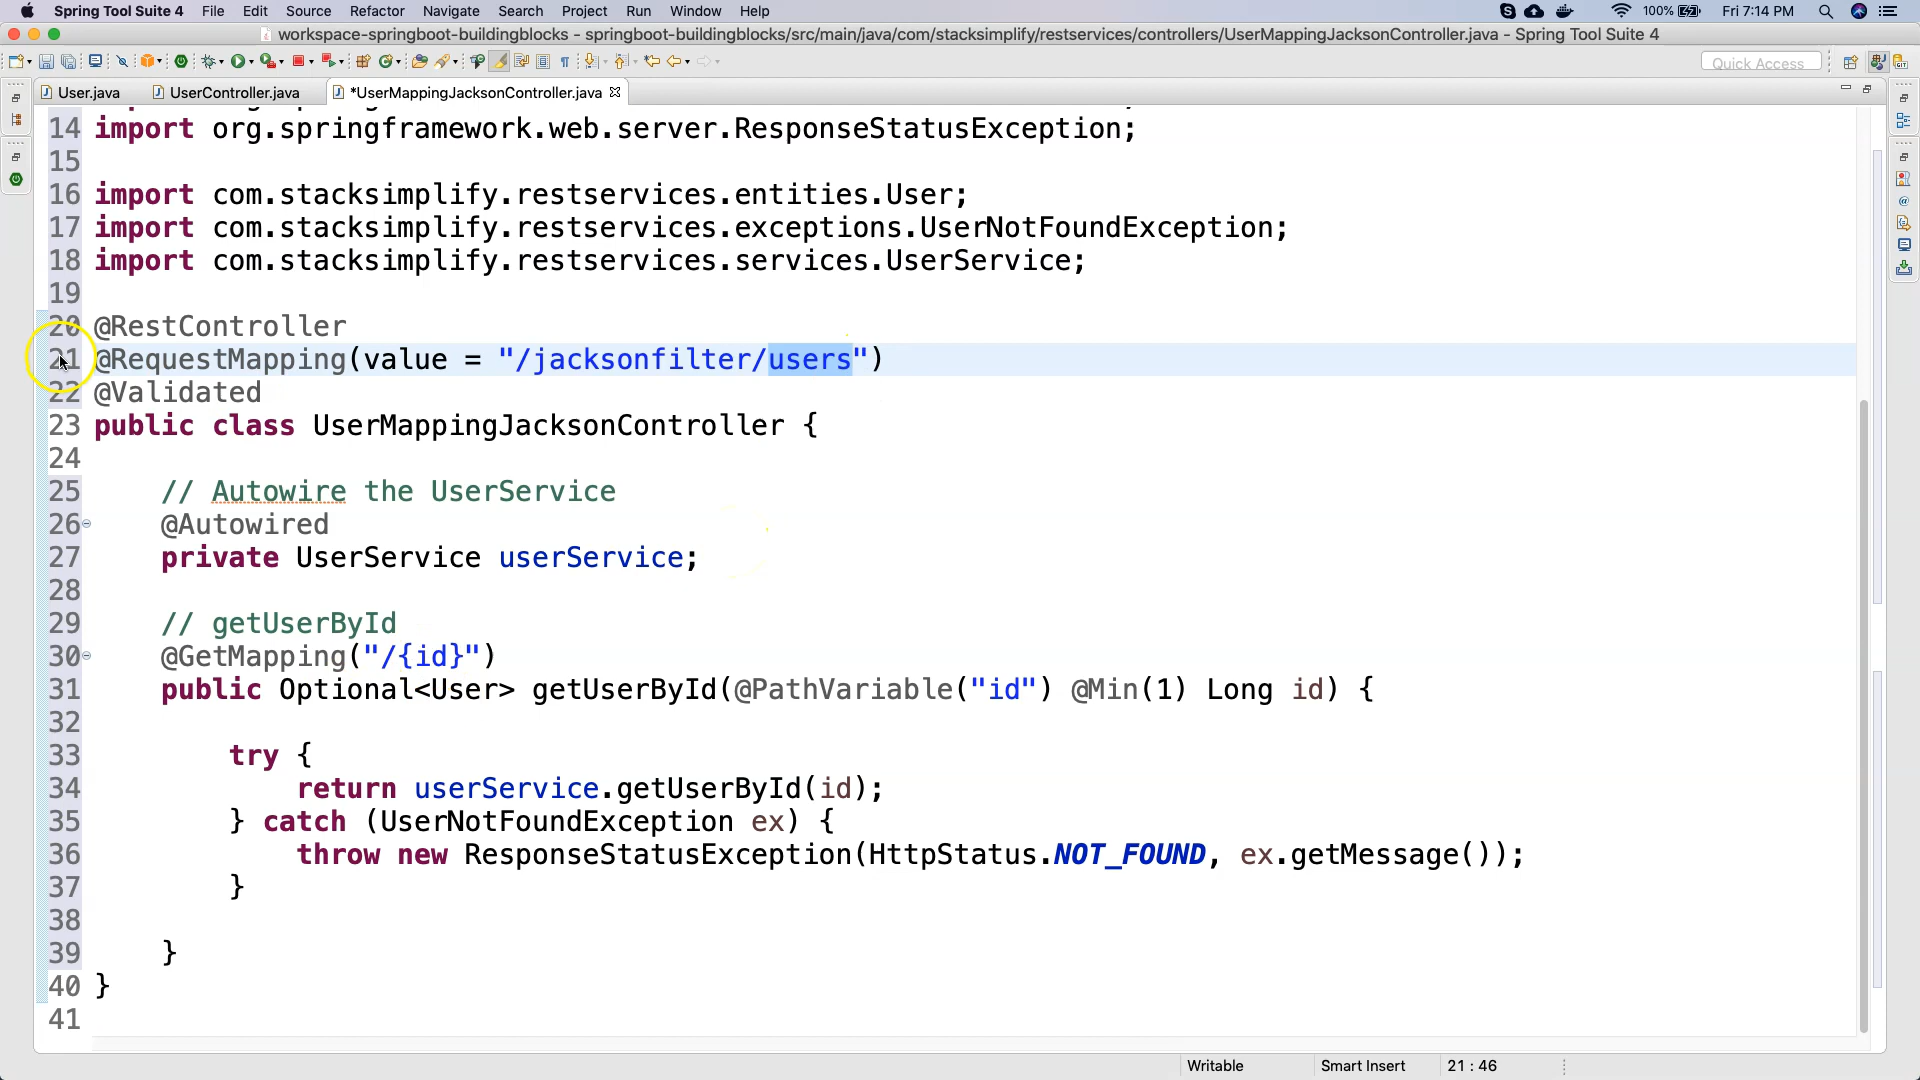 Spring Tool Suite 4 File Edit Source Refactor Navigate Search Project Run Window Help 100% Fri 7:14 PM
workspace-springboot-buildingblocks - springboot-buildingblocks/src/main/java/com/stacksimplify/restservices/controllers/UserMappingJacksonController.java - Spring Tool Suite 4
Quick Access
User.java UserController.java *UserMappingJacksonController.java
14 import org.springframework.web.server.ResponseStatusException;
15
16 import com.stacksimplify.restservices.entities.User;
17 import com.stacksimplify.restservices.exceptions.UserNotFoundException;
18 import com.stacksimplify.restservices.services.UserService;
19
20 @RestController
21 @RequestMapping(value = "/jacksonfilter/users")
22 @Validated
23 public class UserMappingJacksonController {
24
25 // Autowire the UserService
26 @Autowired
27 private UserService userService;
28
29 // getUserById
30 @GetMapping("/{id}")
31 public Optional<User> getUserById(@PathVariable("id") @Min(1) Long id) {
32
33 try {
34 return userService.getUserById(id);
35 } catch (UserNotFoundException ex) {
36 throw new ResponseStatusException(HttpStatus.NOT_FOUND, ex.getMessage());
37 }
38
39 }
40 }
41
Writable Smart Insert 21 : 46